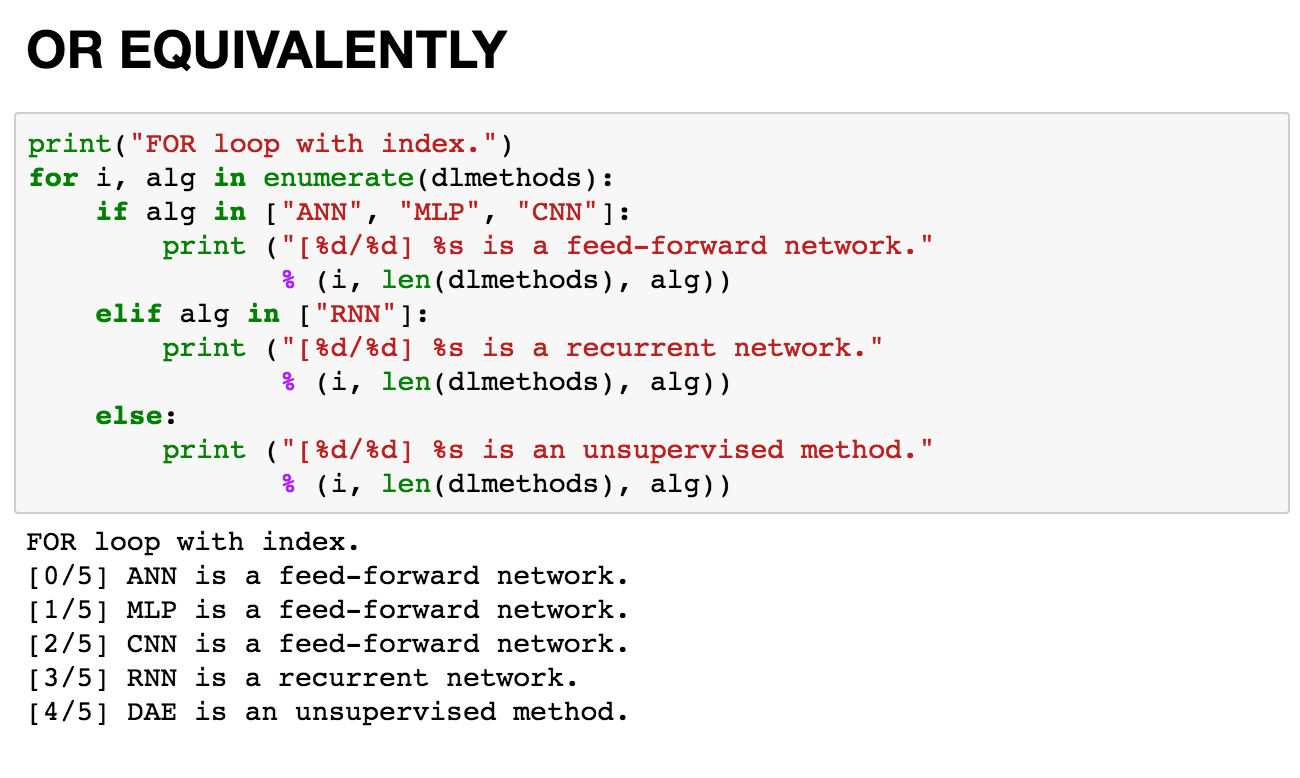 OR EQUIVALENTLY
print("FOR loop with index.")
for i, alg in enumerate(dlmethods):
    if alg in ["ANN", "MLP", "CNN"]:
        print ("[%d/%d] %s is a feed-forward network."
               % (i, len(dlmethods), alg))
    elif alg in ["RNN"]:
        print ("[%d/%d] %s is a recurrent network."
               % (i, len(dlmethods), alg))
    else:
        print ("[%d/%d] %s is an unsupervised method."
               % (i, len(dlmethods), alg))
FOR loop with index.
[0/5] ANN is a feed-forward network.
[1/5] MLP is a feed-forward network.
[2/5] CNN is a feed-forward network.
[3/5] RNN is a recurrent network.
[4/5] DAE is an unsupervised method.